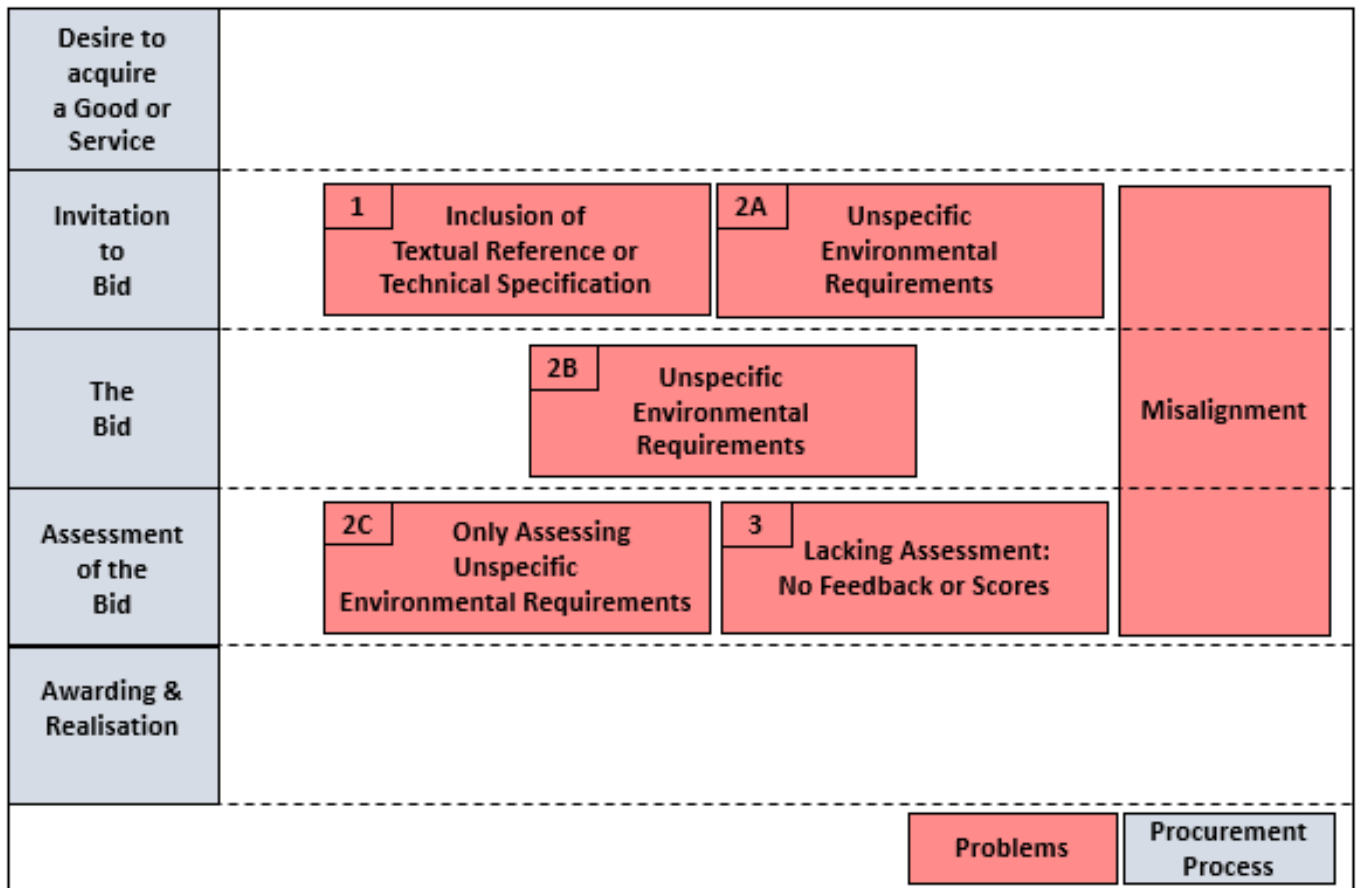 Desire to
acquire
a Good or
Service
Invitation
to
Bid
1
Inclusion of
Textual Reference or
Technical Specification
2A
Unspecific
Environmental
Requirements
The
Bid
2B
Unspecific
Environmental
Requirements
Misalignment
Assessment
of the
Bid
2C
Only Assessing
Unspecific
Environmental Requirements
3
Lacking Assessment:
No Feedback or Scores
Awarding &
Realisation
Problems
Procurement
Process